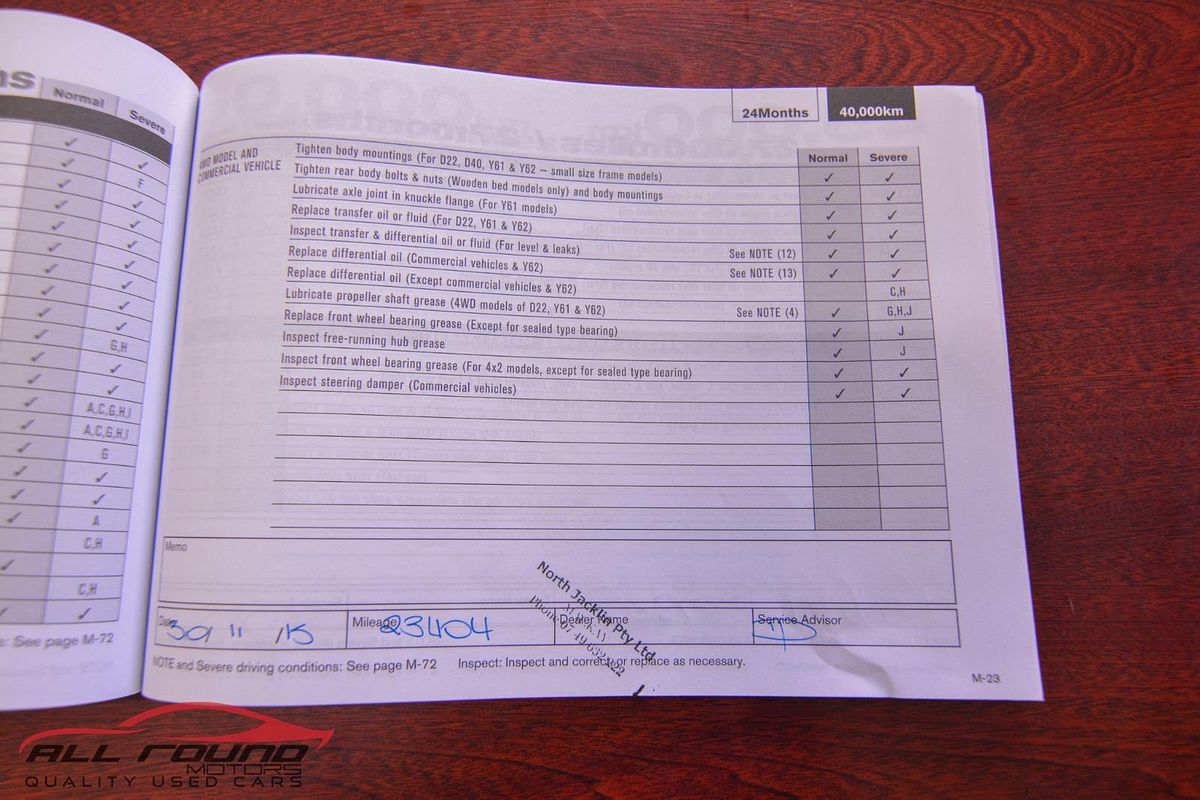 ns
Normal
Severe
F
G,H
A,C,G,H,I
A,C,G,H,I
G
A
C,H
C,H
s: See page M-72
24Months
40,000km
4WD MODEL AND
COMMERCIAL VEHICLE
Normal Severe
Tighten body mountings (For D22, D40, Y61 & Y62 – small size frame models) ✓ ✓
Tighten rear body bolts & nuts (Wooden bed models only) and body mountings ✓ ✓
Lubricate axle joint in knuckle flange (For Y61 models) ✓ ✓
Replace transfer oil or fluid (For D22, Y61 & Y62) ✓ ✓
Inspect transfer & differential oil or fluid (For level & leaks) See NOTE (12) ✓ ✓
Replace differential oil (Commercial vehicles & Y62) See NOTE (13) ✓ ✓
Replace differential oil (Except commercial vehicles & Y62) C,H
Lubricate propeller shaft grease (4WD models of D22, Y61 & Y62) See NOTE (4) ✓ G,H,J
Replace front wheel bearing grease (Except for sealed type bearing) ✓ J
Inspect free-running hub grease ✓ J
Inspect front wheel bearing grease (For 4x2 models, except for sealed type bearing) ✓ ✓
Inspect steering damper (Commercial vehicles) ✓ ✓
Memo
North Jacklin Pty Ltd
MACKAY
Date 30/ 11 /15
Mileage 23404
Dealer Name
Service Advisor
NOTE and Severe driving conditions: See page M-72 Inspect: Inspect and correct or replace as necessary.
M-23
ALL ROUND
MOTORS
QUALITY USED CARS